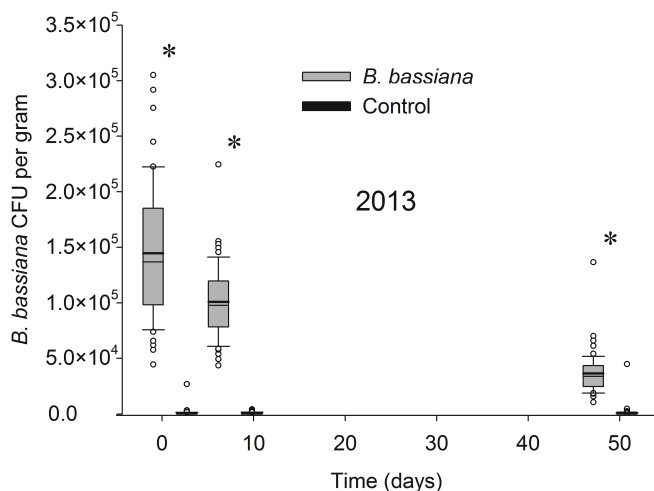 3.5×10⁵
3.0×10⁵
2.5×10⁵
2.0×10⁵
1.5×10⁵
1.0×10⁵
5.0×10⁴
0.0
B. bassiana CFU per gram
*
*
*
B. bassiana
Control
2013
0 10 20 30 40 50
Time (days)